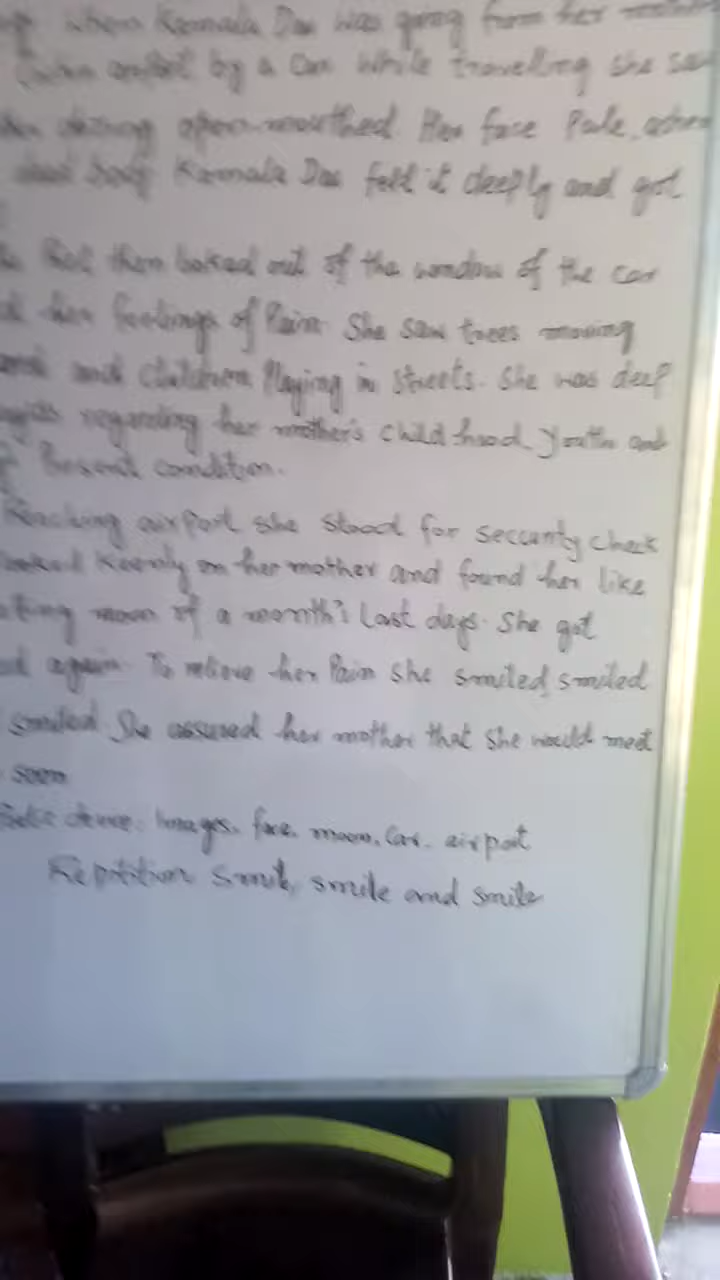 when Kamala Das was going from her
by a car while travelling she
open-mouthed. Her face Pale,
dead body Kamala Das felt it deeply and got
then looked out of the window of the car
her feelings of Pain. She saw trees moving
and children Playing in streets. She was deep
regarding her mother's childhood, youth and
Present condition.
Reaching airport she stood for security check
looked keenly on her mother and found her like
moon of a month's last days. She got
again. To relieve her Pain she smiled, smiled
smiled. She assured her mother that she would meet
soon
Images. face. moon. Car. airport
smile, smile and smile